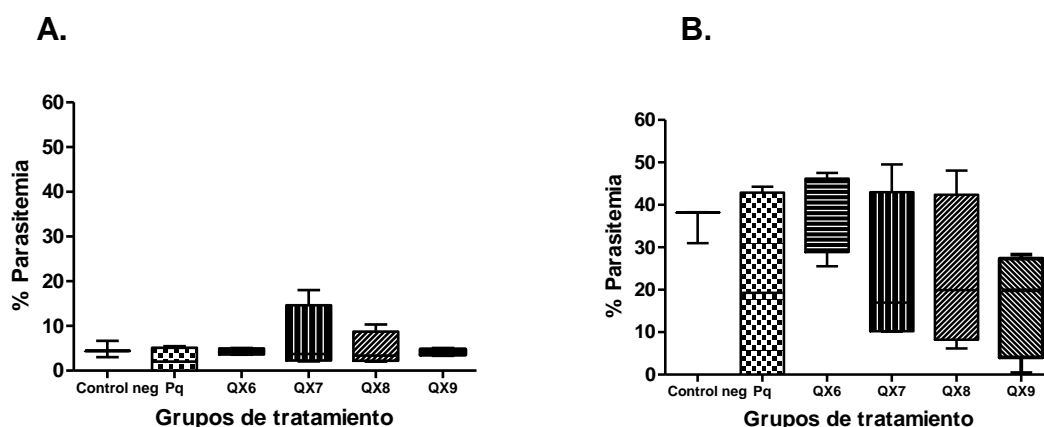 A.
% Parasitemia
60
50
40
30
20
10
0
Control neg Pq QX6 QX7 QX8 QX9
Grupos de tratamiento
B.
% Parasitemia
60
50
40
30
20
10
0
Control neg Pq QX6 QX7 QX8 QX9
Grupos de tratamiento